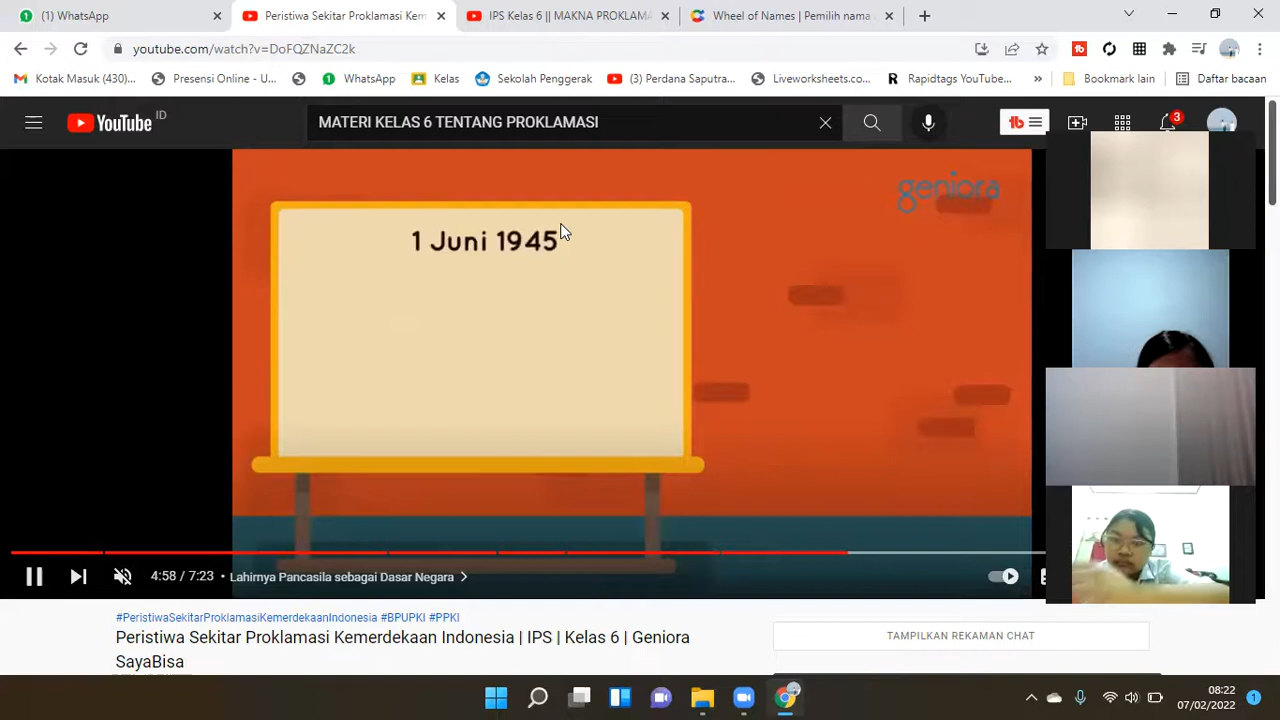 (1) WhatsApp
Peristiwa Sekitar Proklamasi Kem
IPS Kelas 6 || MAKNA PROKLAMA
Wheel of Names | Pemilih nama
youtube.com/watch?v=DoFQZNaZC2k
Kotak Masuk (430)...
Presensi Online - U...
WhatsApp
Kelas
Sekolah Penggerak
(3) Perdana Saputra...
Liveworksheets.co...
Rapidtags YouTube...
»
Bookmark lain
Daftar bacaan
YouTube ID
MATERI KELAS 6 TENTANG PROKLAMASI
tb
3
geniora
1 Juni 1945
4:58 / 7:23 • Lahirnya Pancasila sebagai Dasar Negara
#PeristiwaSekitarProklamasiKemerdekaanIndonesia #BPUPKI #PPKI
Peristiwa Sekitar Proklamasi Kemerdekaan Indonesia | IPS | Kelas 6 | Geniora
SayaBisa
TAMPILKAN REKAMAN CHAT
08:22
07/02/2022
1